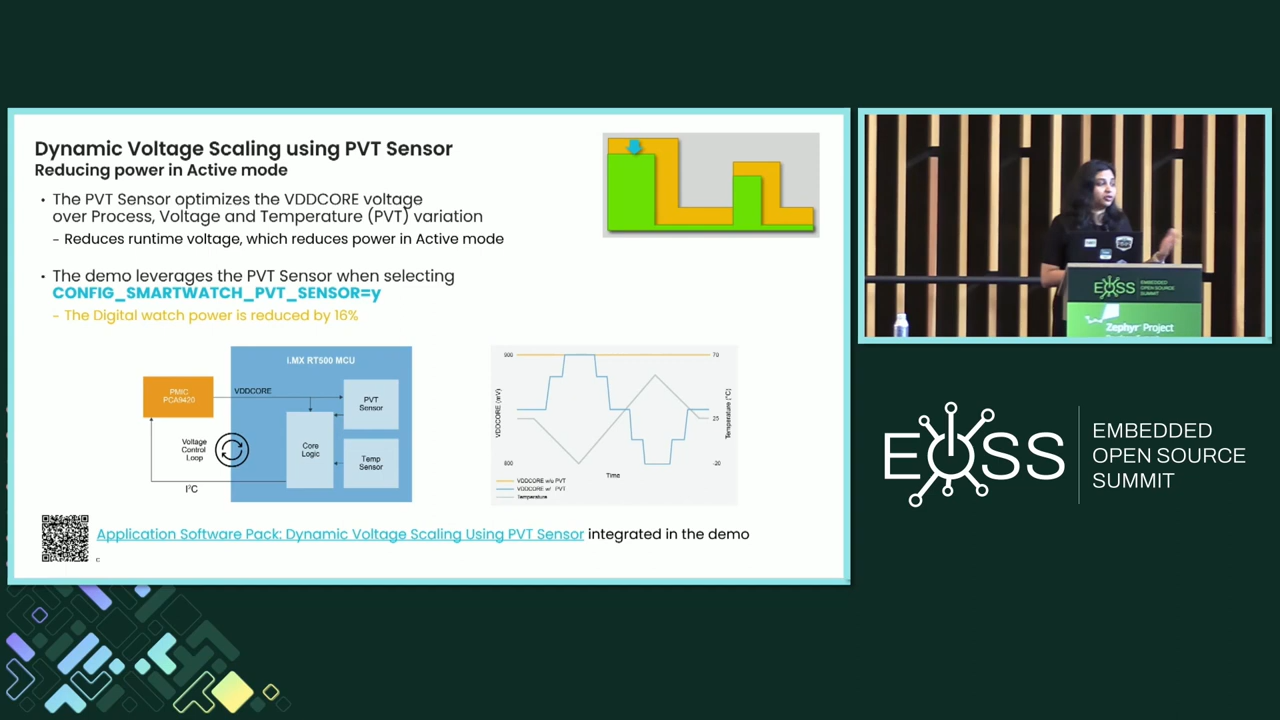 Dynamic Voltage Scaling using PVT Sensor
Reducing power in Active mode
• The PVT Sensor optimizes the VDDCORE voltage
over Process, Voltage and Temperature (PVT) variation
– Reduces runtime voltage, which reduces power in Active mode
• The demo leverages the PVT Sensor when selecting
CONFIG_SMARTWATCH_PVT_SENSOR=y
– The Digital watch power is reduced by 16%
i.MX RT500 MCU
PMIC
PCA9420
VDDCORE
PVT
Sensor
Voltage
Control
Loop
Core
Logic
Temp
Sensor
I²C
900
70
VDDCORE (mV)
Temperature (°C)
25
800
-20
Time
VDDCORE w/o PVT
VDDCORE w/ PVT
Temperature
Application Software Pack: Dynamic Voltage Scaling Using PVT Sensor integrated in the demo
EOSS
EMBEDDED
OPEN SOURCE
SUMMIT
Zephyr Project
EOSS
EMBEDDED
OPEN SOURCE
SUMMIT